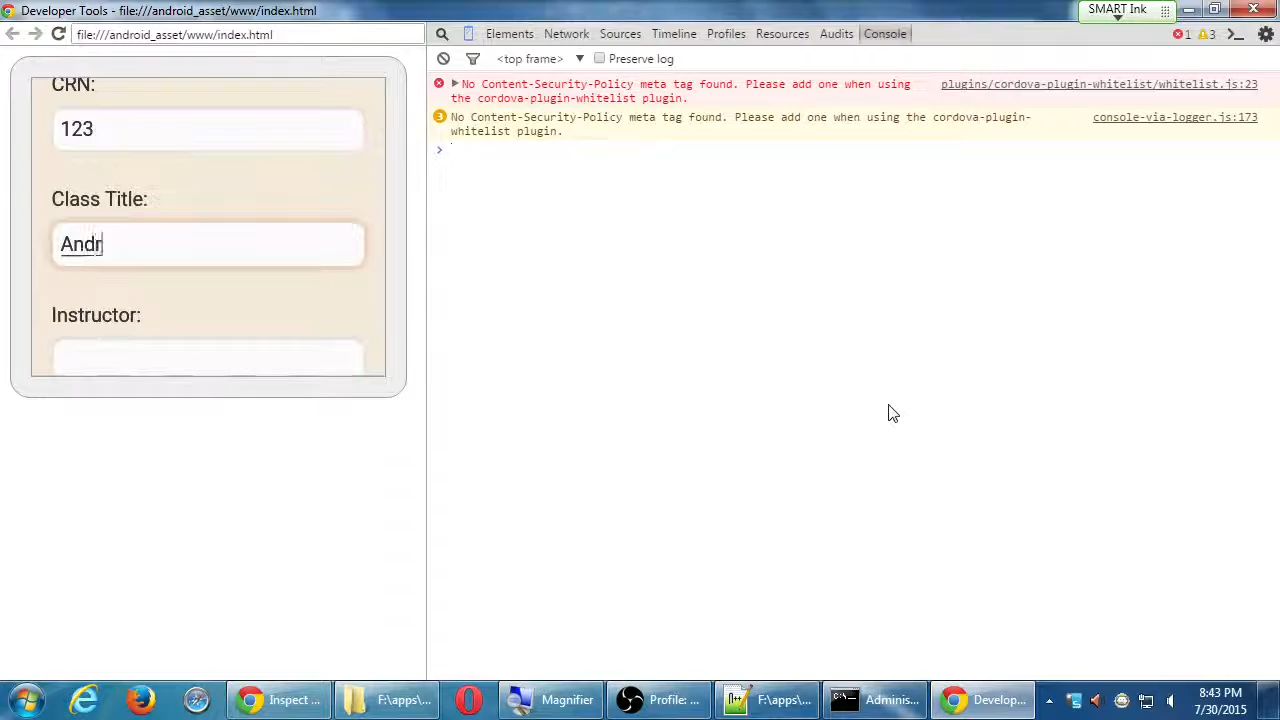 Developer Tools - file:///android_asset/www/index.html
SMART Ink
file:///android_asset/www/index.html
Elements Network Sources Timeline Profiles Resources Audits Console
1 3
<top frame> Preserve log
CRN:
123
Class Title:
Andr
Instructor:
No Content-Security-Policy meta tag found. Please add one when using plugins/cordova-plugin-whitelist/whitelist.js:23
the cordova-plugin-whitelist plugin.
3 No Content-Security-Policy meta tag found. Please add one when using the cordova-plugin- console-via-logger.js:173
whitelist plugin.
Inspect ... F:\apps\... Magnifier Profile: ... F:\apps\... Adminis... Develop...
8:43 PM
7/30/2015